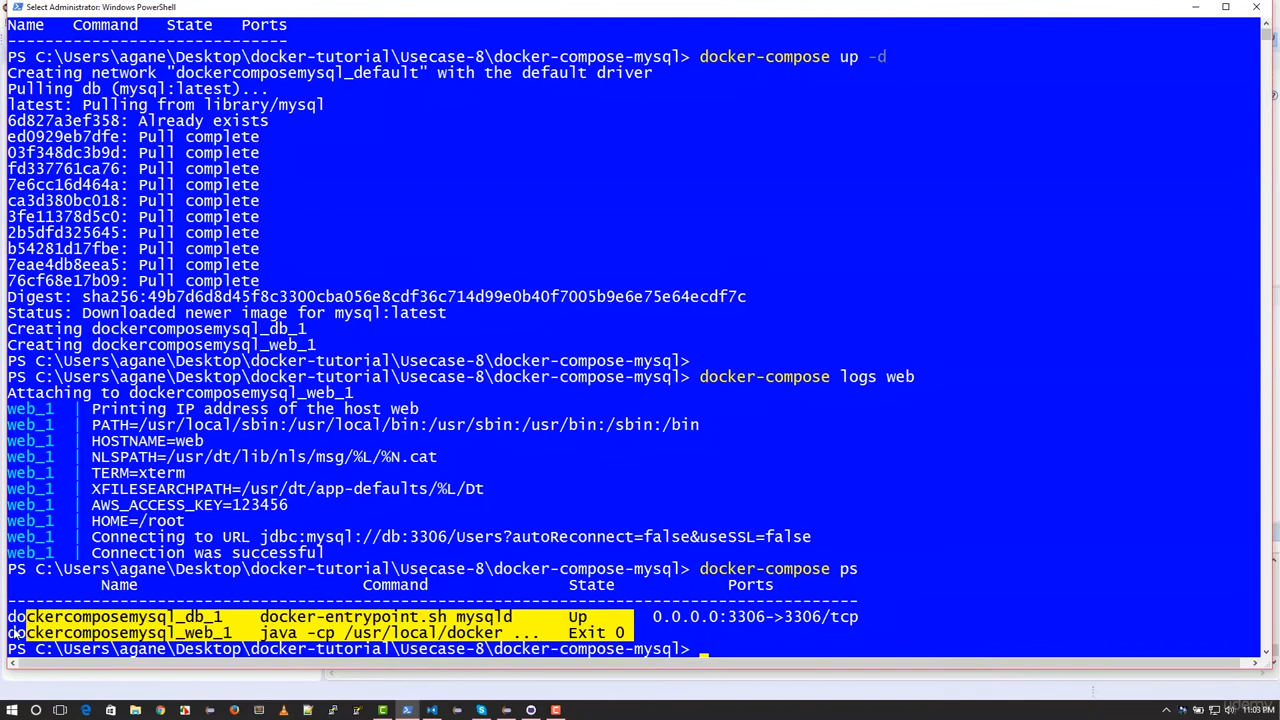 Select Administrator: Windows PowerShell
Name   Command   State   Ports
------------------------------
PS C:\Users\agane\Desktop\docker-tutorial\Usecase-8\docker-compose-mysql> docker-compose up -d
Creating network "dockercomposemysql_default" with the default driver
Pulling db (mysql:latest)...
latest: Pulling from library/mysql
6d827a3ef358: Already exists
ed0929eb7dfe: Pull complete
03f348dc3b9d: Pull complete
fd337761ca76: Pull complete
7e6cc16d464a: Pull complete
ca3d380bc018: Pull complete
3fe11378d5c0: Pull complete
2b5dfd325645: Pull complete
b54281d17fbe: Pull complete
7eae4db8eea5: Pull complete
76cf68e17b09: Pull complete
Digest: sha256:49b7d6d8d45f8c3300cba056e8cdf36c714d99e0b40f7005b9e6e75e64ecdf7c
Status: Downloaded newer image for mysql:latest
Creating dockercomposemysql_db_1
Creating dockercomposemysql_web_1
PS C:\Users\agane\Desktop\docker-tutorial\Usecase-8\docker-compose-mysql>
PS C:\Users\agane\Desktop\docker-tutorial\Usecase-8\docker-compose-mysql> docker-compose logs web
Attaching to dockercomposemysql_web_1
web_1  | Printing IP address of the host web
web_1  | PATH=/usr/local/sbin:/usr/local/bin:/usr/sbin:/usr/bin:/sbin:/bin
web_1  | HOSTNAME=web
web_1  | NLSPATH=/usr/dt/lib/nls/msg/%L/%N.cat
web_1  | TERM=xterm
web_1  | XFILESEARCHPATH=/usr/dt/app-defaults/%L/Dt
web_1  | AWS_ACCESS_KEY=123456
web_1  | HOME=/root
web_1  | Connecting to URL jdbc:mysql://db:3306/Users?autoReconnect=false&useSSL=false
web_1  | Connection was successful
PS C:\Users\agane\Desktop\docker-tutorial\Usecase-8\docker-compose-mysql> docker-compose ps
Name   Command   State   Ports
-------------------------------------------------------------------------------------------
dockercomposemysql_db_1    docker-entrypoint.sh mysqld      Up       0.0.0.0:3306->3306/tcp
dockercomposemysql_web_1   java -cp /usr/local/docker ...   Exit 0
PS C:\Users\agane\Desktop\docker-tutorial\Usecase-8\docker-compose-mysql>
udemy
11:03 PM